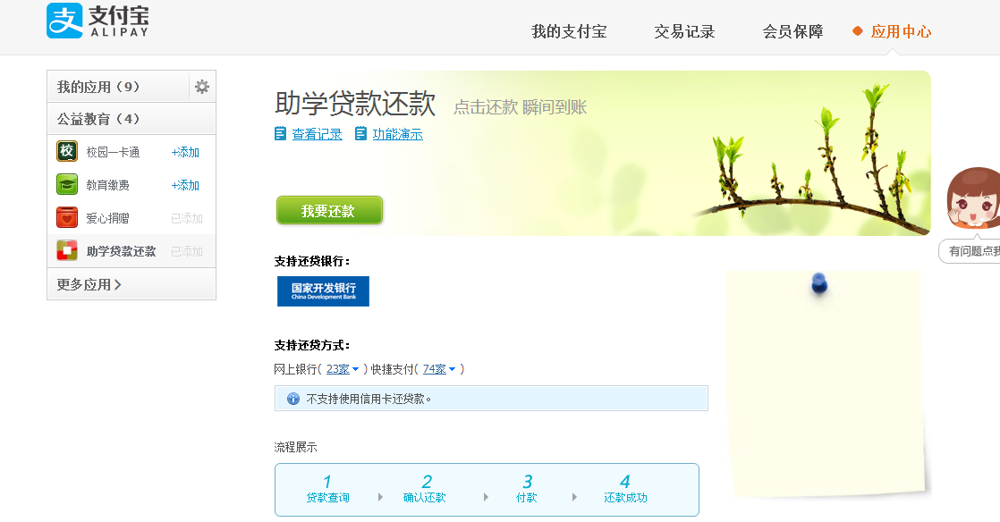 支付宝
ALIPAY
我的支付宝 交易记录 会员保障 应用中心
我的应用（9）
公益教育（4）
校 校园一卡通 +添加
教育缴费 +添加
爱心捐赠 已添加
助学贷款还款 已添加
更多应用
助学贷款还款 点击还款 瞬间到账
查看记录 功能演示
我要还款
有问题点我
支持还贷银行：
国家开发银行
China Development Bank
支持还贷方式：
网上银行( 23家 ) 快捷支付( 74家 )
不支持使用信用卡还贷款。
流程展示
1 2 3 4
贷款查询 确认还款 付款 还款成功